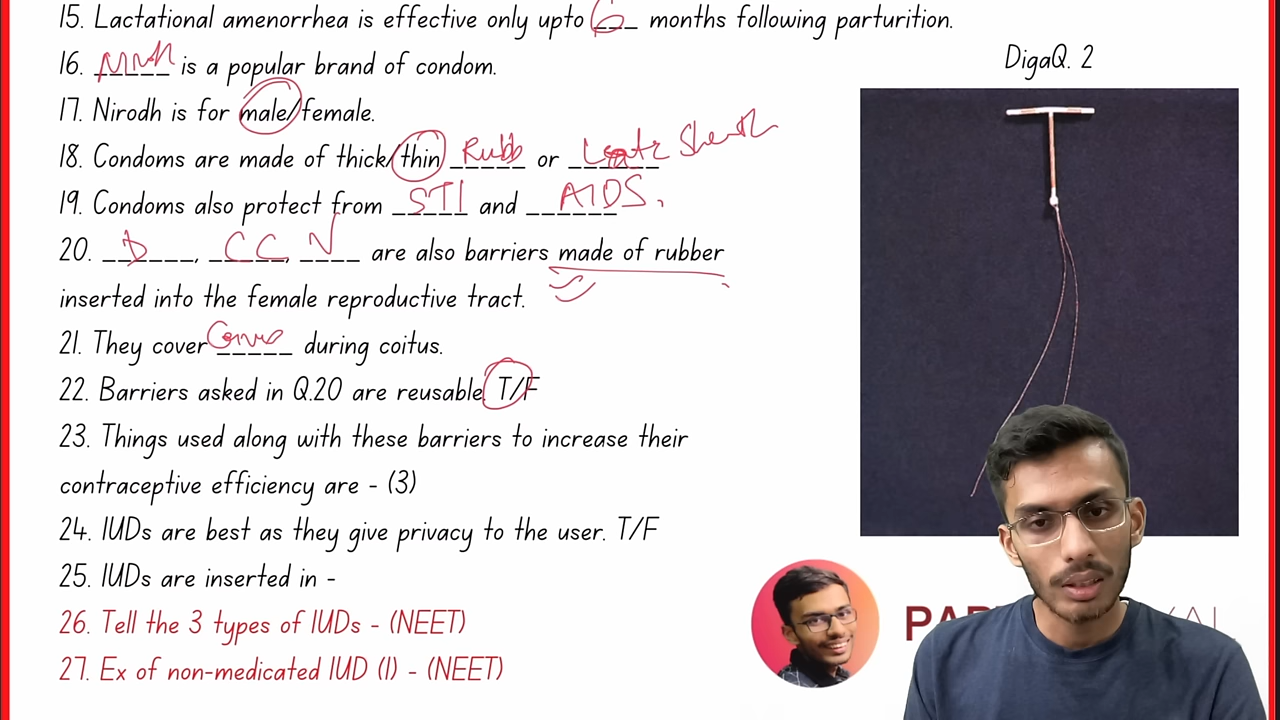 15. Lactational amenorrhea is effective only upto 6 months following parturition.
16. _____ is a popular brand of condom.
DigaQ. 2
17. Nirodh is for male/female.
18. Condoms are made of thick/thin Rubb or _____ Sheath
19. Condoms also protect from STI and AIDS.
20. D, CC, V are also barriers made of rubber
inserted into the female reproductive tract.
21. They cover _____ during coitus.
22. Barriers asked in Q.20 are reusable. T/F
23. Things used along with these barriers to increase their
contraceptive efficiency are - (3)
24. IUDs are best as they give privacy to the user. T/F
25. IUDs are inserted in -
26. Tell the 3 types of IUDs - (NEET)
27. Ex of non-medicated IUD (1) - (NEET)